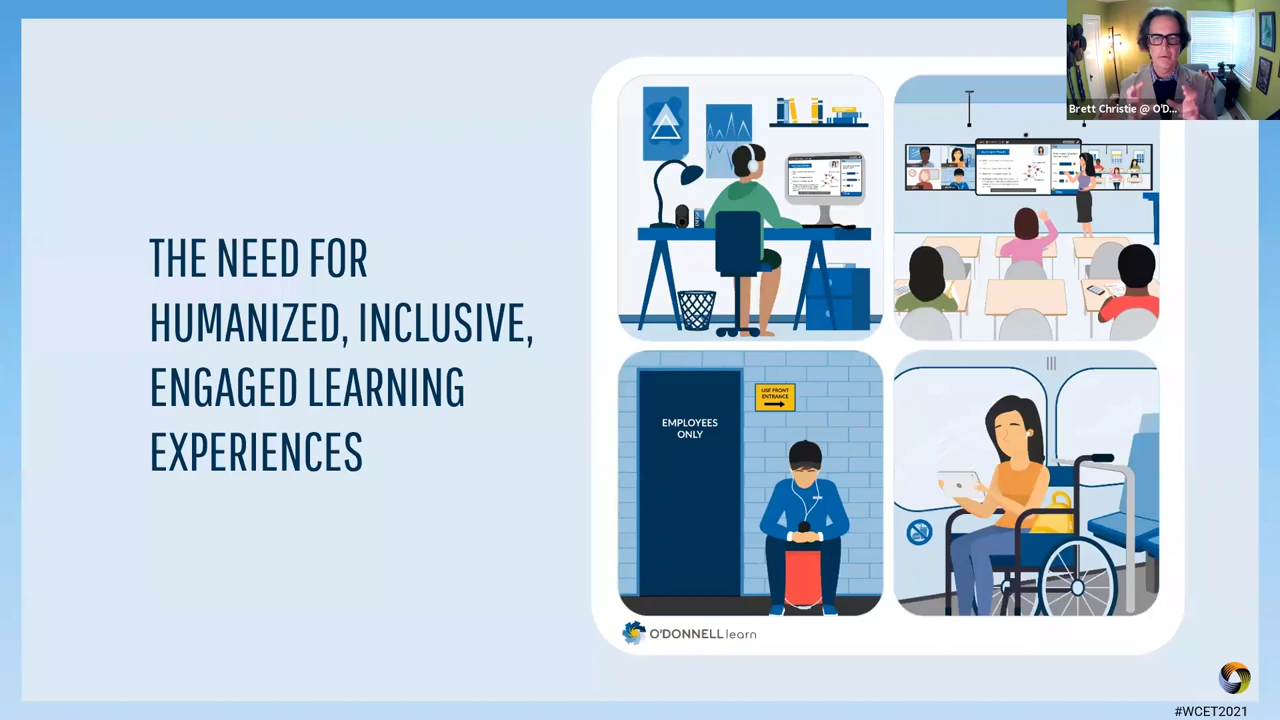 Brett Christie @ O'D...
THE NEED FOR
HUMANIZED, INCLUSIVE,
ENGAGED LEARNING
EXPERIENCES
USE FRONT
ENTRANCE
EMPLOYEES
ONLY
O'DONNELL learn
#WCET2021